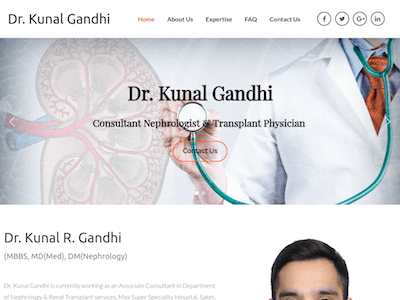 Dr. Kunal Gandhi
Home About Us Expertise FAQ Contact Us
Dr. Kunal Gandhi
Consultant Nephrologist & Transplant Physician
Contact Us
Dr. Kunal R. Gandhi
(MBBS, MD(Med), DM(Nephrology)
Dr. Kunal Gandhi is currently working as an Associate Consultant in Department
of Nephrology & Renal Transplant services, Max Super Speciality Hospital, Saket,